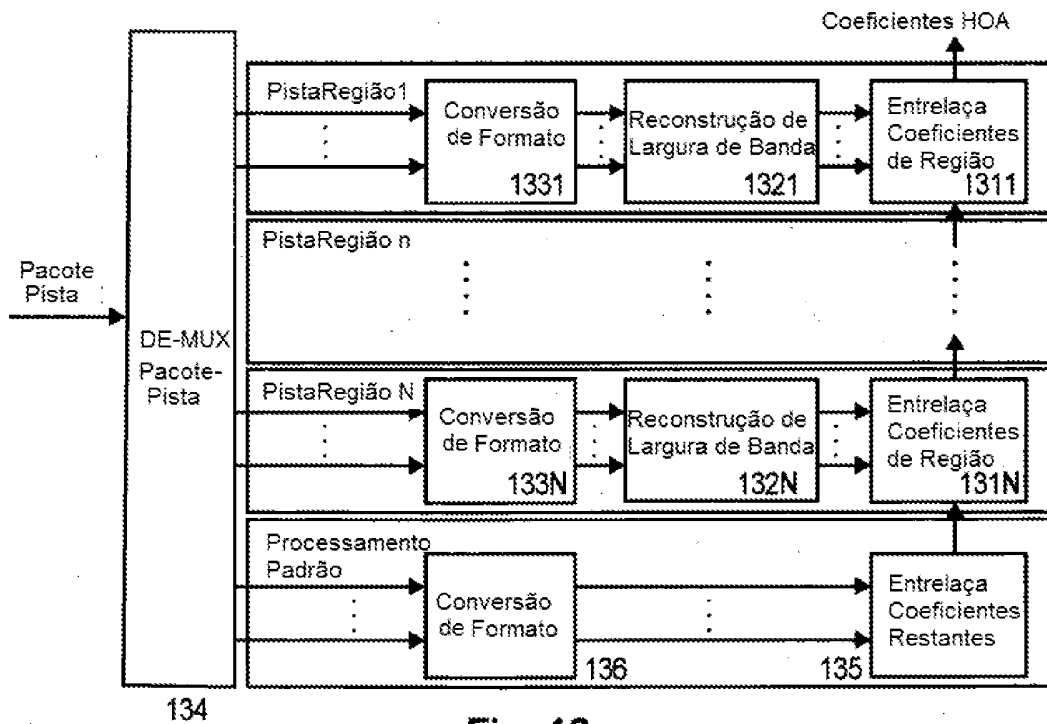 Coeficientes HOA
PistaRegião1
Conversão
de Formato
1331
Reconstrução de
Largura de Banda
1321
Entrelaça
Coeficientes
de Região
1311
PistaRegião n
Pacote
Pista
DE-MUX
Pacote-
Pista
134
PistaRegião N
Conversão
de Formato
133N
Reconstrução de
Largura de Banda
132N
Entrelaça
Coeficientes
de Região
131N
Processamento
Padrão
Conversão
de Formato
136
135
Entrelaça
Coeficientes
Restantes